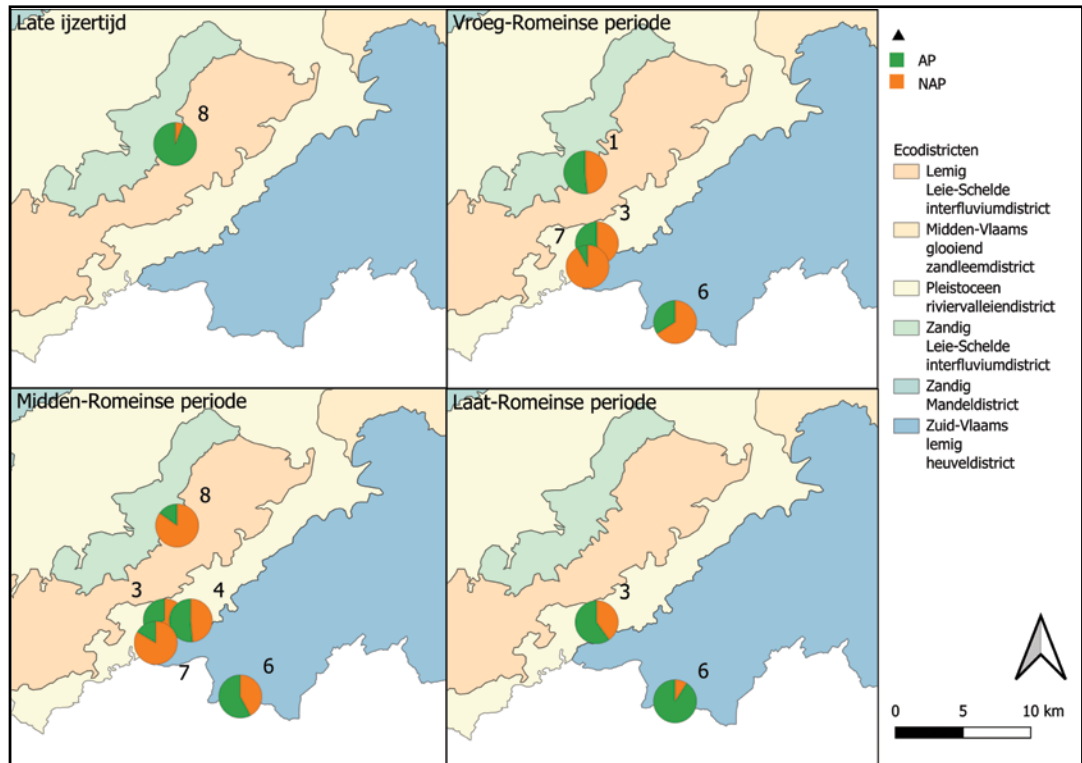 Late ijzertijd
8
Vroeg-Romeinse periode
1
3
7
6
Midden-Romeinse periode
8
3
4
7
6
Laat-Romeinse periode
3
6
AP
NAP
Ecodistricten
Lemig
Leie-Schelde
interfluviumdistrict
Midden-Vlaams
glooiend
zandleemdistrict
Pleistoceen
riviervalleiendistrict
Zandig
Leie-Schelde
interfluviumdistrict
Zandig
Mandeldistrict
Zuid-Vlaams
lemig
heuveldistrict
0 5 10 km